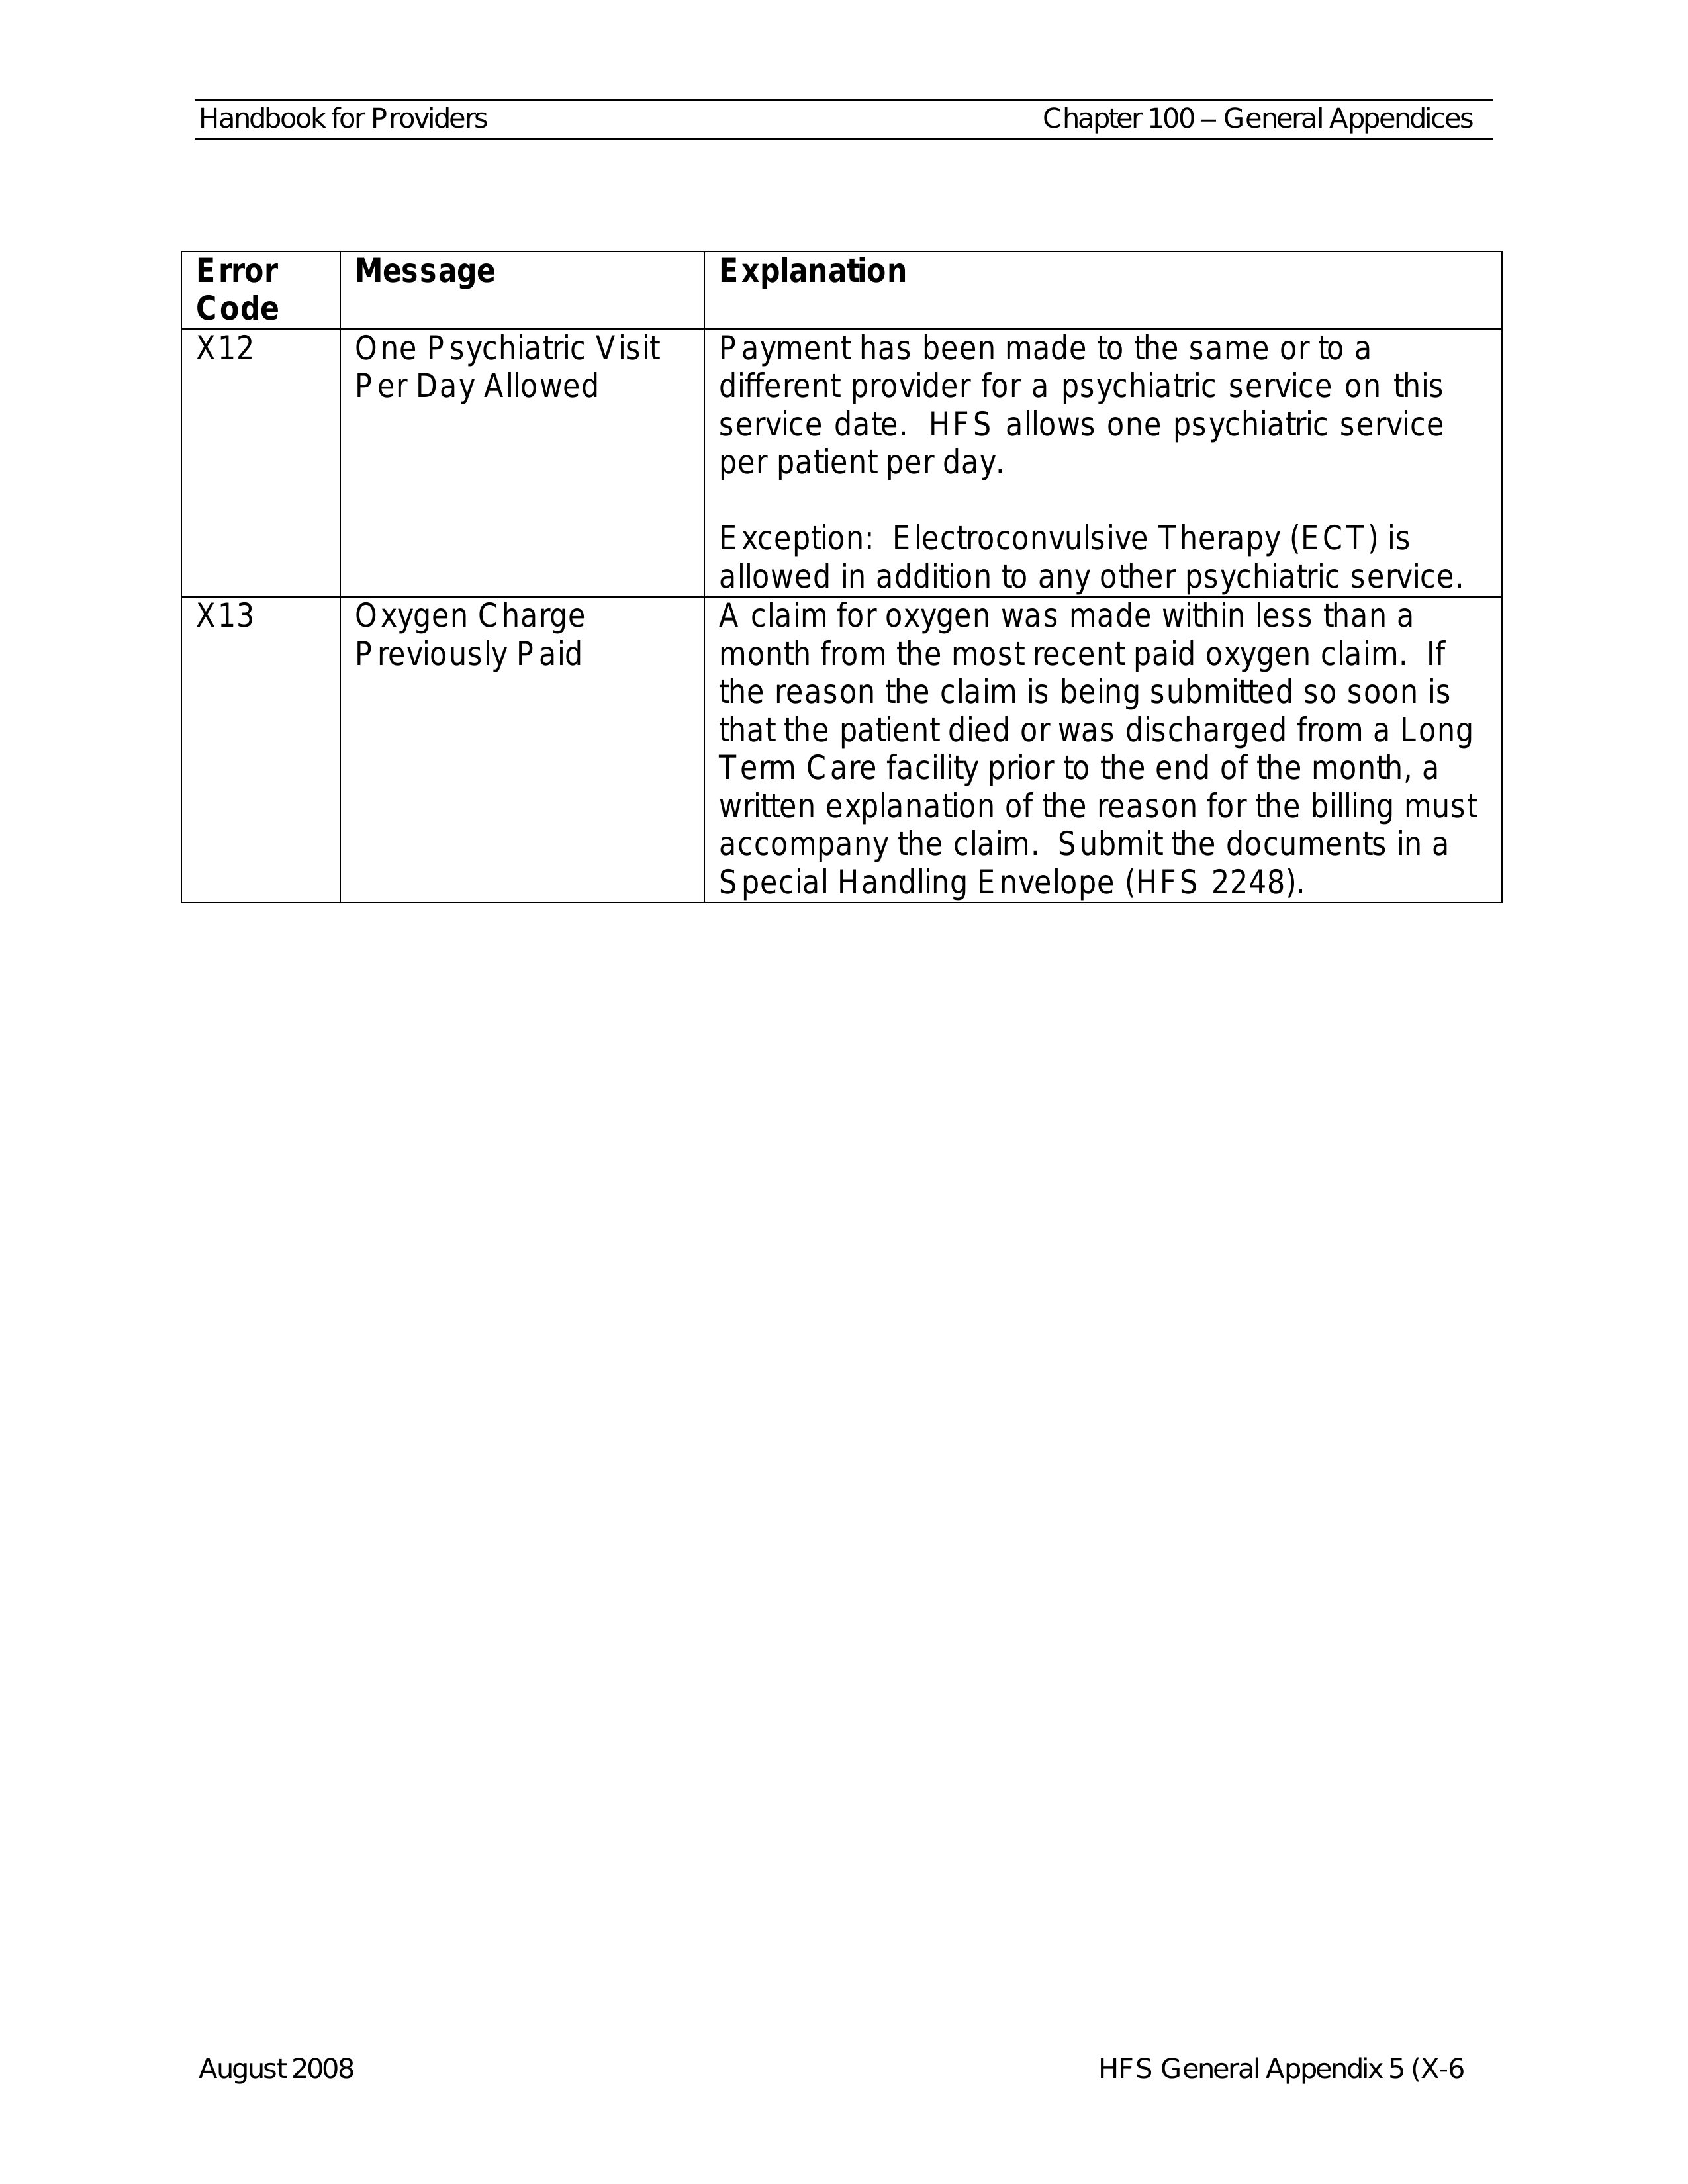 Handbook for Providers Chapter 100 – General Appendices
Error Code Message Explanation
X12 One Psychiatric Visit Per Day Allowed
Payment has been made to the same or to a
different provider for a psychiatric service on this
service date. HFS allows one psychiatric service
per patient per day.
Exception: Electroconvulsive Therapy (ECT) is
allowed in addition to any other psychiatric service.
X13 Oxygen Charge Previously Paid
A claim for oxygen was made within less than a
month from the most recent paid oxygen claim. If
the reason the claim is being submitted so soon is
that the patient died or was discharged from a Long
Term Care facility prior to the end of the month, a
written explanation of the reason for the billing must
accompany the claim. Submit the documents in a
Special Handling Envelope (HFS 2248).
August 2008 HFS General Appendix 5 (X-6